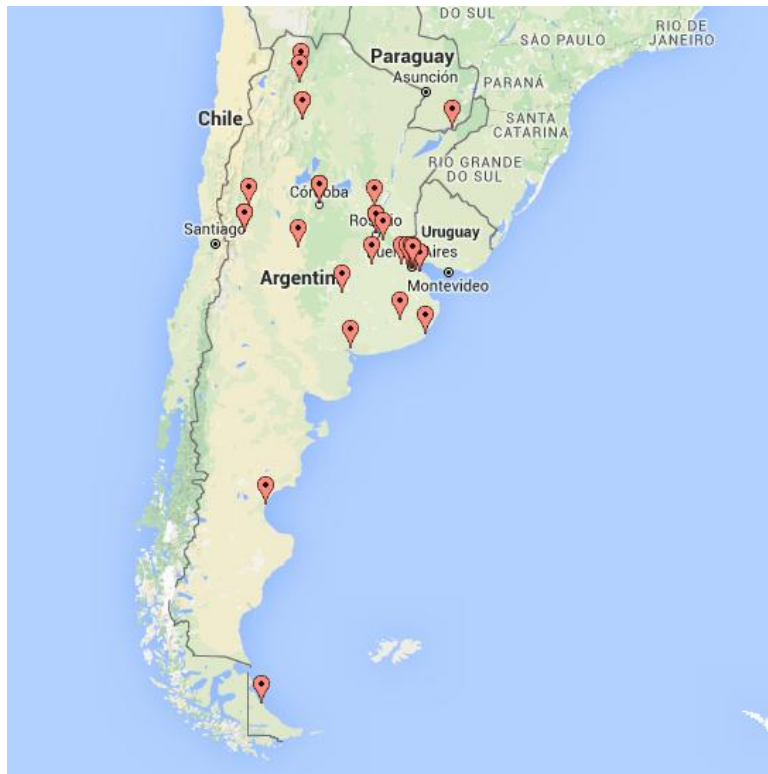 DO SUL
RIO DE
JANEIRO
SÃO PAULO
Paraguay
Asunción
PARANÁ
Chile
SANTA
CATARINA
RIO GRANDE
DO SUL
Córdoba
Santiago
Uruguay
Aires
Argentin
Montevideo